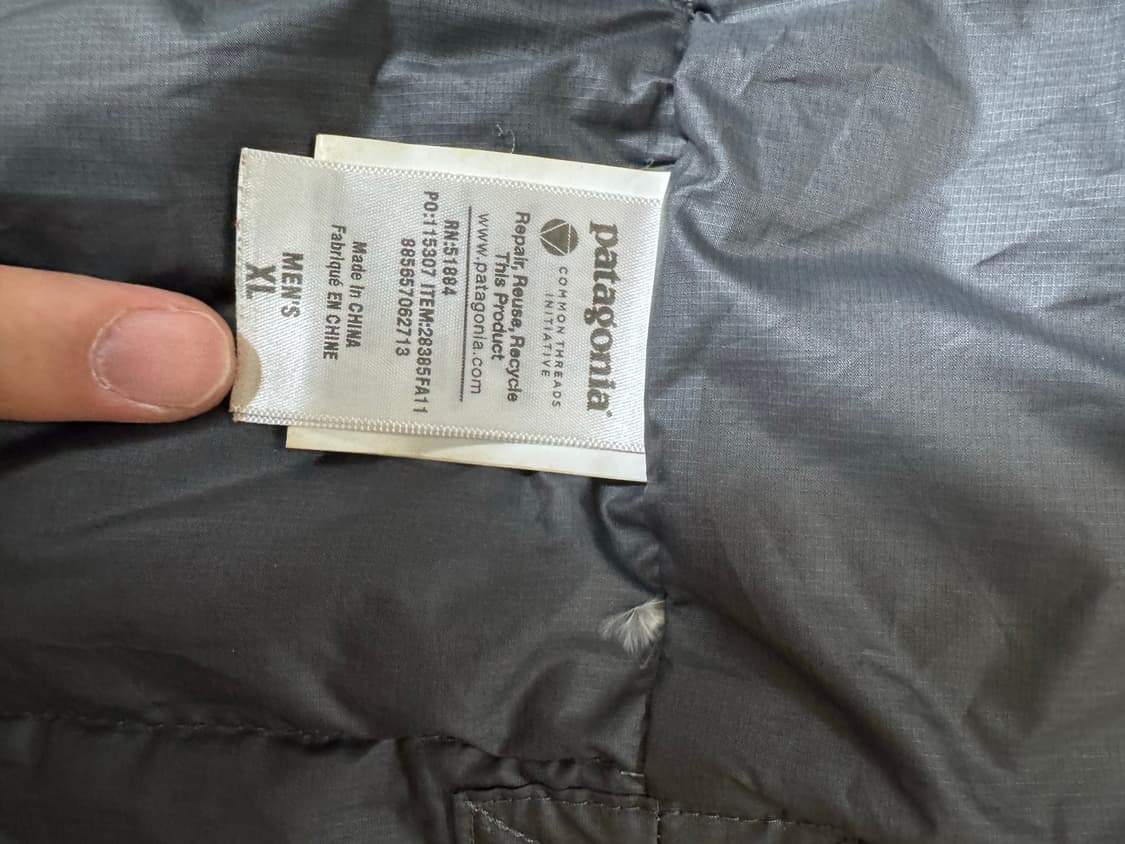 patagonia®
COMMON THREADS
INITIATIVE
Repair, Reuse, Recycle
This Product
www.patagonia.com
RN:51884
PO:115307 ITEM:28385FA11
885657062713
Made in CHINA
Fabriqué EN CHINE
MEN'S
XL